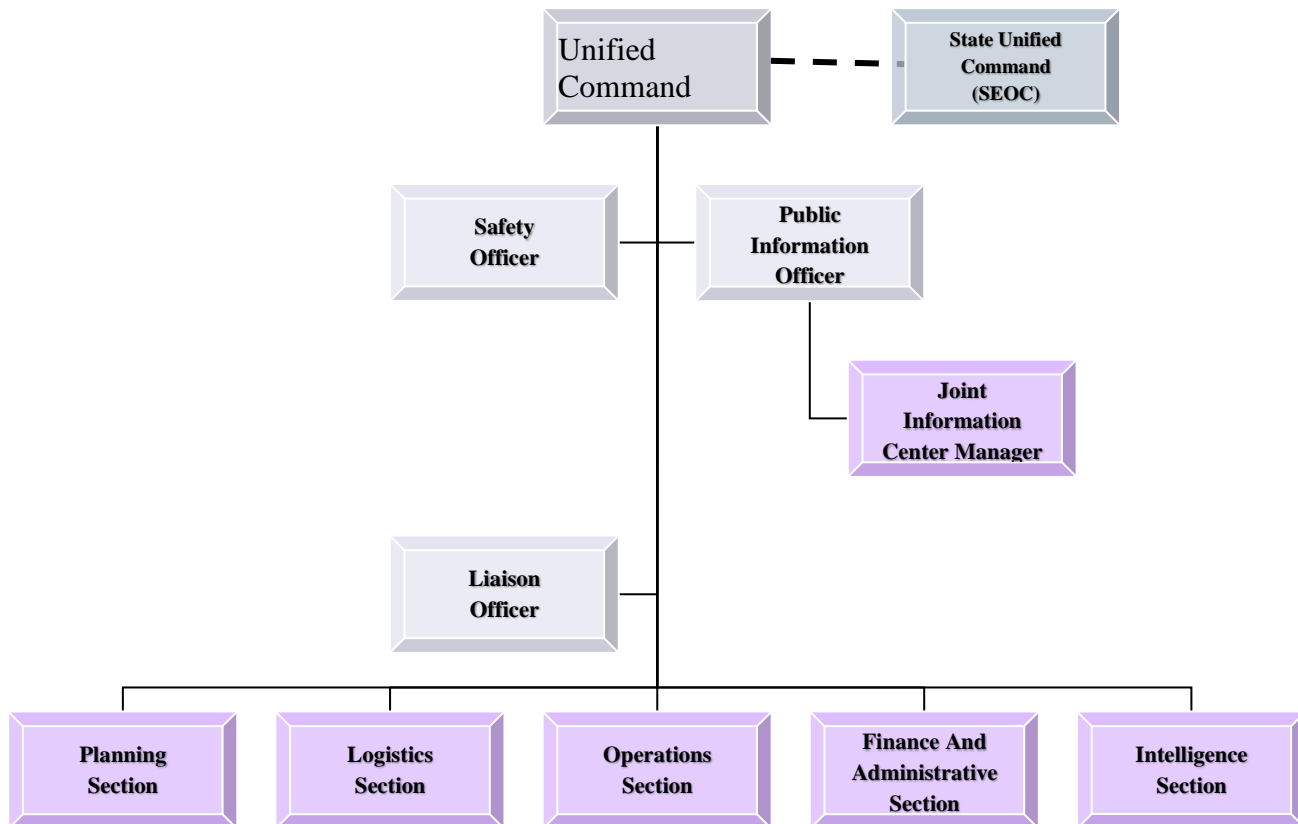 Unified
Command
State Unified
Command
(SEOC)
Safety
Officer
Public
Information
Officer
Joint
Information
Center Manager
Liaison
Officer
Planning
Section
Logistics
Section
Operations
Section
Finance And
Administrative
Section
Intelligence
Section